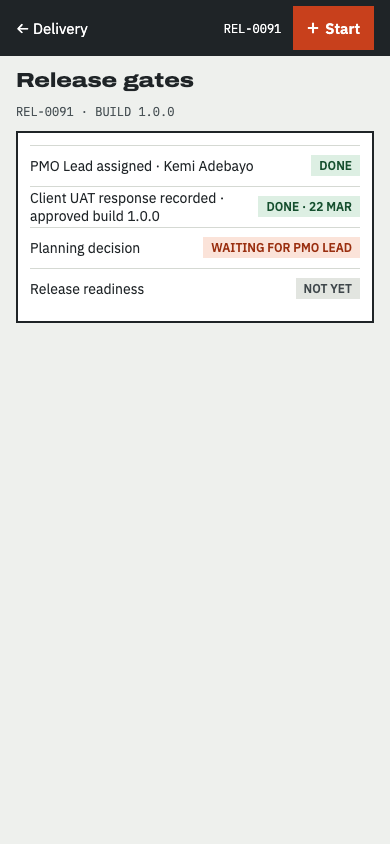 ← Delivery
REL-0091
+ Start
Release gates
REL-0091 · BUILD 1.0.0
PMO Lead assigned · Kemi Adebayo
DONE
Client UAT response recorded ·
approved build 1.0.0
DONE · 22 MAR
Planning decision
WAITING FOR PMO LEAD
Release readiness
NOT YET